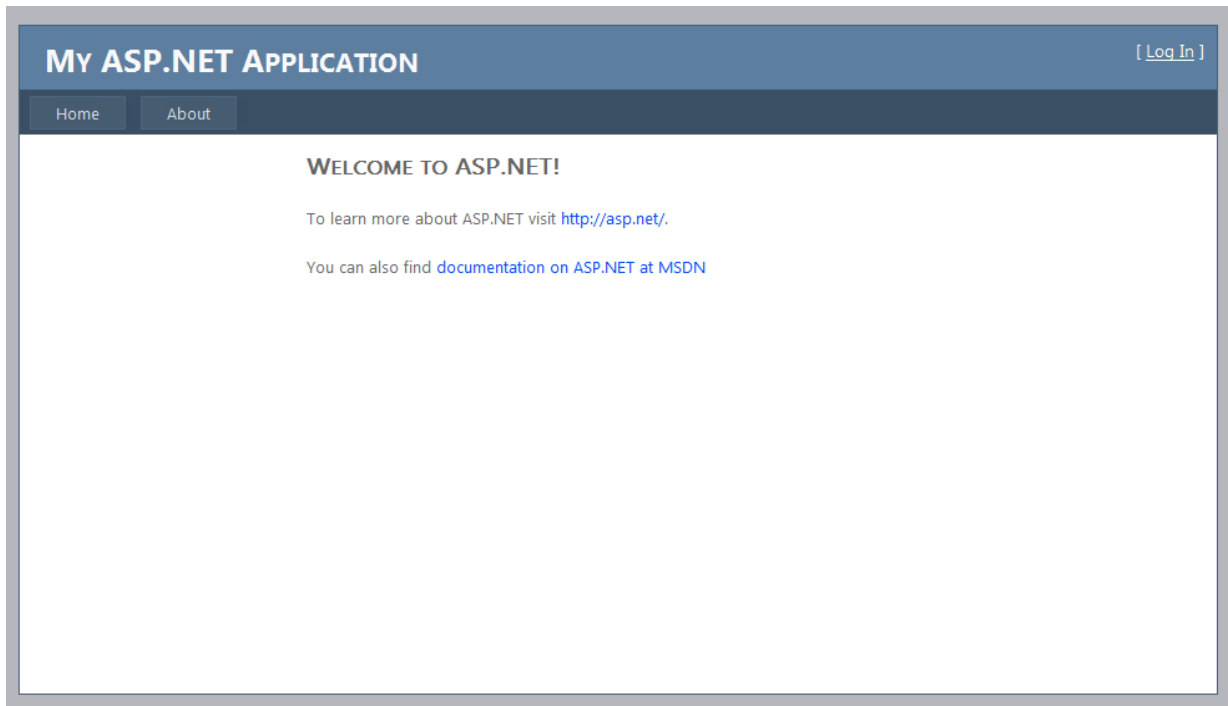 My ASP.NET Application
[ Log In ]
Home About
Welcome to ASP.NET!
To learn more about ASP.NET visit http://asp.net/.
You can also find documentation on ASP.NET at MSDN